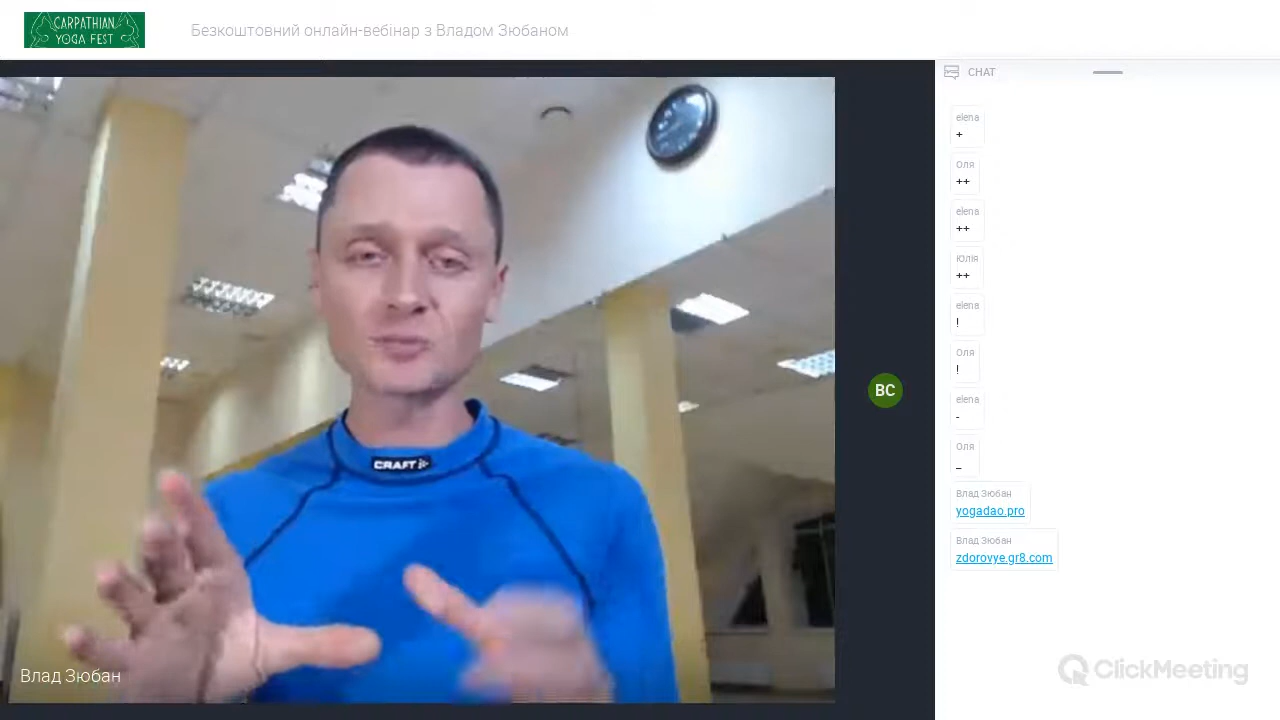 CARPATHIAN
YOGA FEST
Безкоштовний онлайн-вебінар з Владом Зюбаном
CHAT
elena
+
Оля
++
elena
++
Юлія
++
elena
!
Оля
!
elena
-
Оля
_
Влад Зюбан
yogadao.pro
Влад Зюбан
zdorovye.gr8.com
CRAFT
BC
Влад Зюбан
ClickMeeting